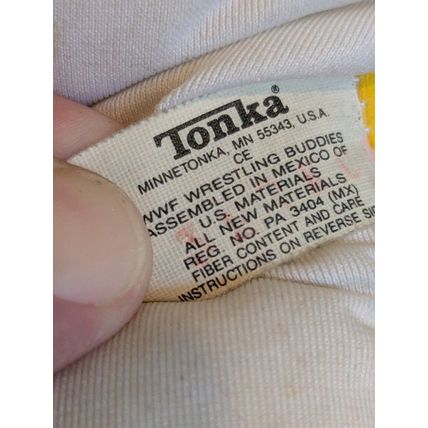 Tonka®
MINNETONKA, MN 55343, U.S.A.
CE
WWF WRESTLING BUDDIES
ASSEMBLED IN MEXICO OF
U.S. MATERIALS
ALL NEW MATERIALS
REG. NO. PA 3404 (MX)
FIBER CONTENT AND CARE
INSTRUCTIONS ON REVERSE SI